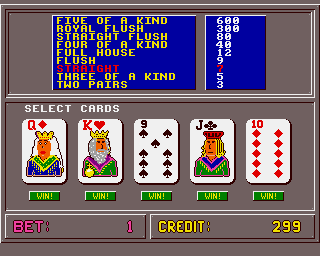 FIVE OF A KIND 600
ROYAL FLUSH 300
STRAIGHT FLUSH 80
FOUR OF A KIND 40
FULL HOUSE 12
FLUSH 9
STRAIGHT 7
THREE OF A KIND 5
TWO PAIRS 3
SELECT CARDS
Q♦ K♥ 9♠ J♣ 10♦
WIN! WIN! WIN! WIN! WIN!
BET: 1 CREDIT: 299